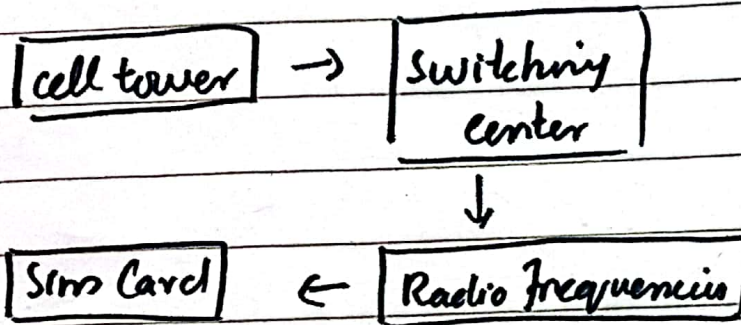 cell tower → Switching
center
↓
Sim Card ← Radio Frequencies